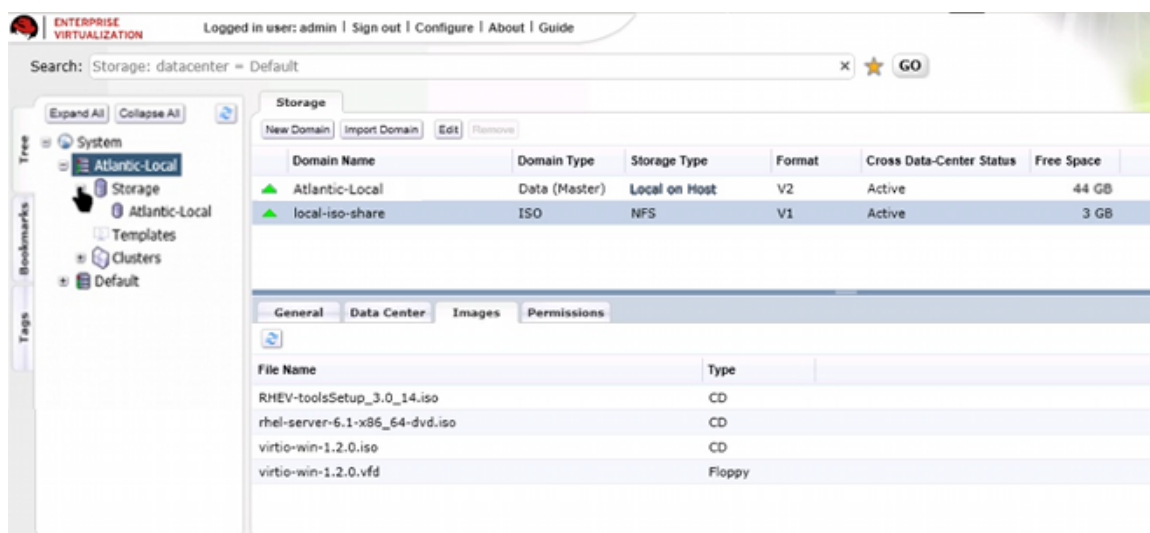 ENTERPRISE
VIRTUALIZATION
Logged in user: admin | Sign out | Configure | About | Guide
Search: Storage: datacenter = Default x GO
Expand All Collapse All
Tree
Bookmarks
Tags
System
Atlantic-Local
Storage
Atlantic-Local
Templates
Clusters
Default
Storage
New Domain Import Domain Edit Remove
Domain Name Domain Type Storage Type Format Cross Data-Center Status Free Space
Atlantic-Local Data (Master) Local on Host V2 Active 44 GB
local-iso-share ISO NFS V1 Active 3 GB
General Data Center Images Permissions
File Name Type
RHEV-toolsSetup_3.0_14.iso CD
rhel-server-6.1-x86_64-dvd.iso CD
virtio-win-1.2.0.iso CD
virtio-win-1.2.0.vfd Floppy